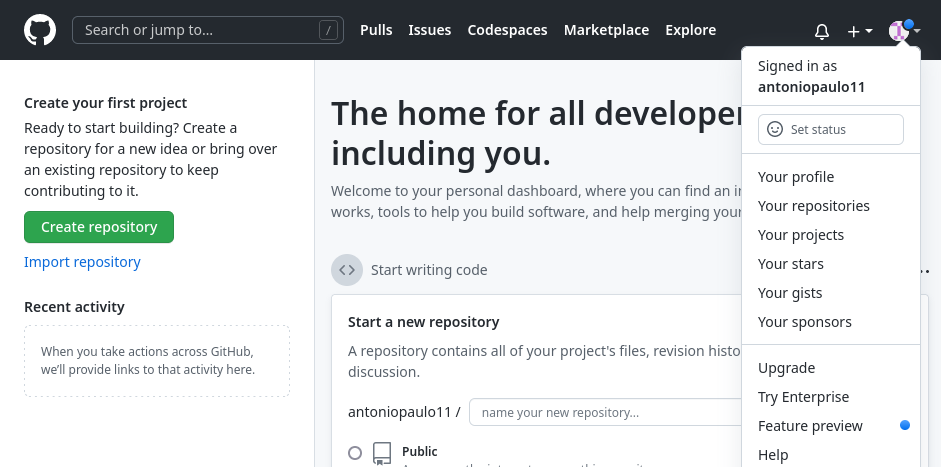 Search or jump to...
/
Pulls
Issues
Codespaces
Marketplace
Explore
Create your first project
Ready to start building? Create a
repository for a new idea or bring over
an existing repository to keep
contributing to it.
Create repository
Import repository
Recent activity
When you take actions across GitHub,
we'll provide links to that activity here.
The home for all developer
including you.
Welcome to your personal dashboard, where you can find an
works, tools to help you build software, and help merging your
Start writing code
Start a new repository
A repository contains all of your project's files, revision histo
discussion.
antoniopaulo11 /
name your new repository...
Public
Signed in as
antoniopaulo11
Set status
Your profile
Your repositories
Your projects
Your stars
Your gists
Your sponsors
Upgrade
Try Enterprise
Feature preview
Help